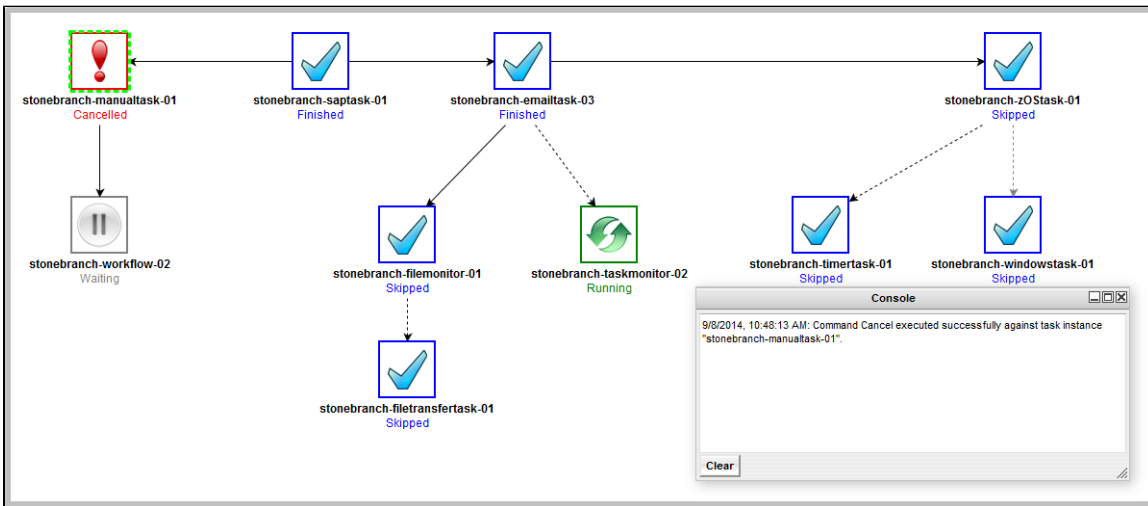 stonebranch-manualtask-01
Cancelled
stonebranch-saptask-01
Finished
stonebranch-emailtask-03
Finished
stonebranch-zOStask-01
Skipped
stonebranch-workflow-02
Waiting
stonebranch-filemonitor-01
Skipped
stonebranch-taskmonitor-02
Running
stonebranch-timertask-01
Skipped
stonebranch-windowstask-01
Skipped
stonebranch-filetransfertask-01
Skipped
Console
9/8/2014, 10:48:13 AM: Command Cancel executed successfully against task instance
"stonebranch-manualtask-01".
Clear